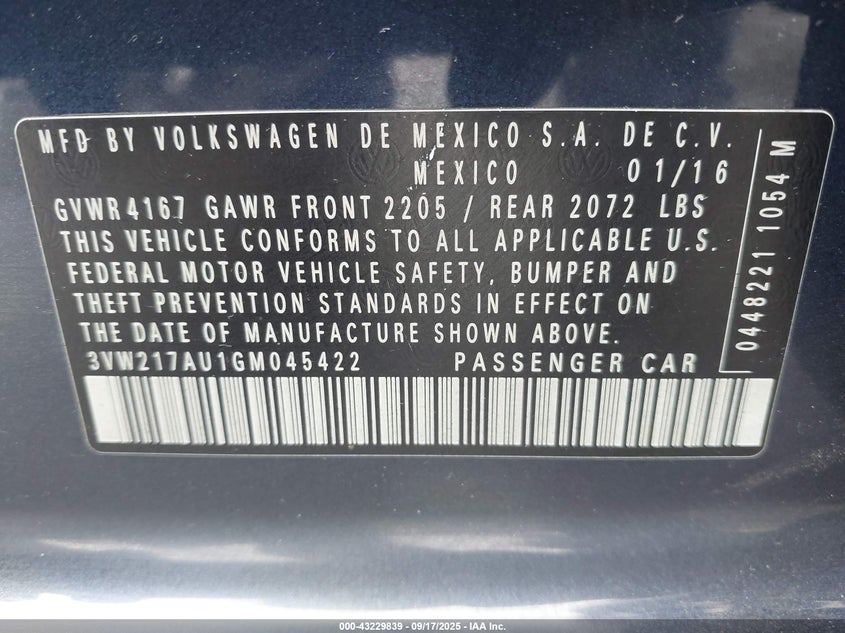 MFD BY VOLKSWAGEN DE MEXICO S.A. DE C.V.
MEXICO 01/16
GVWR 4167 GAWR FRONT 2205 / REAR 2072 LBS
THIS VEHICLE CONFORMS TO ALL APPLICABLE U.S.
FEDERAL MOTOR VEHICLE SAFETY, BUMPER AND
THEFT PREVENTION STANDARDS IN EFFECT ON
THE DATE OF MANUFACTURE SHOWN ABOVE.
3VW217AU1GM045422 PASSENGER CAR
0448221 1054 M
000-43229839 - 09/17/2025 - IAA Inc.